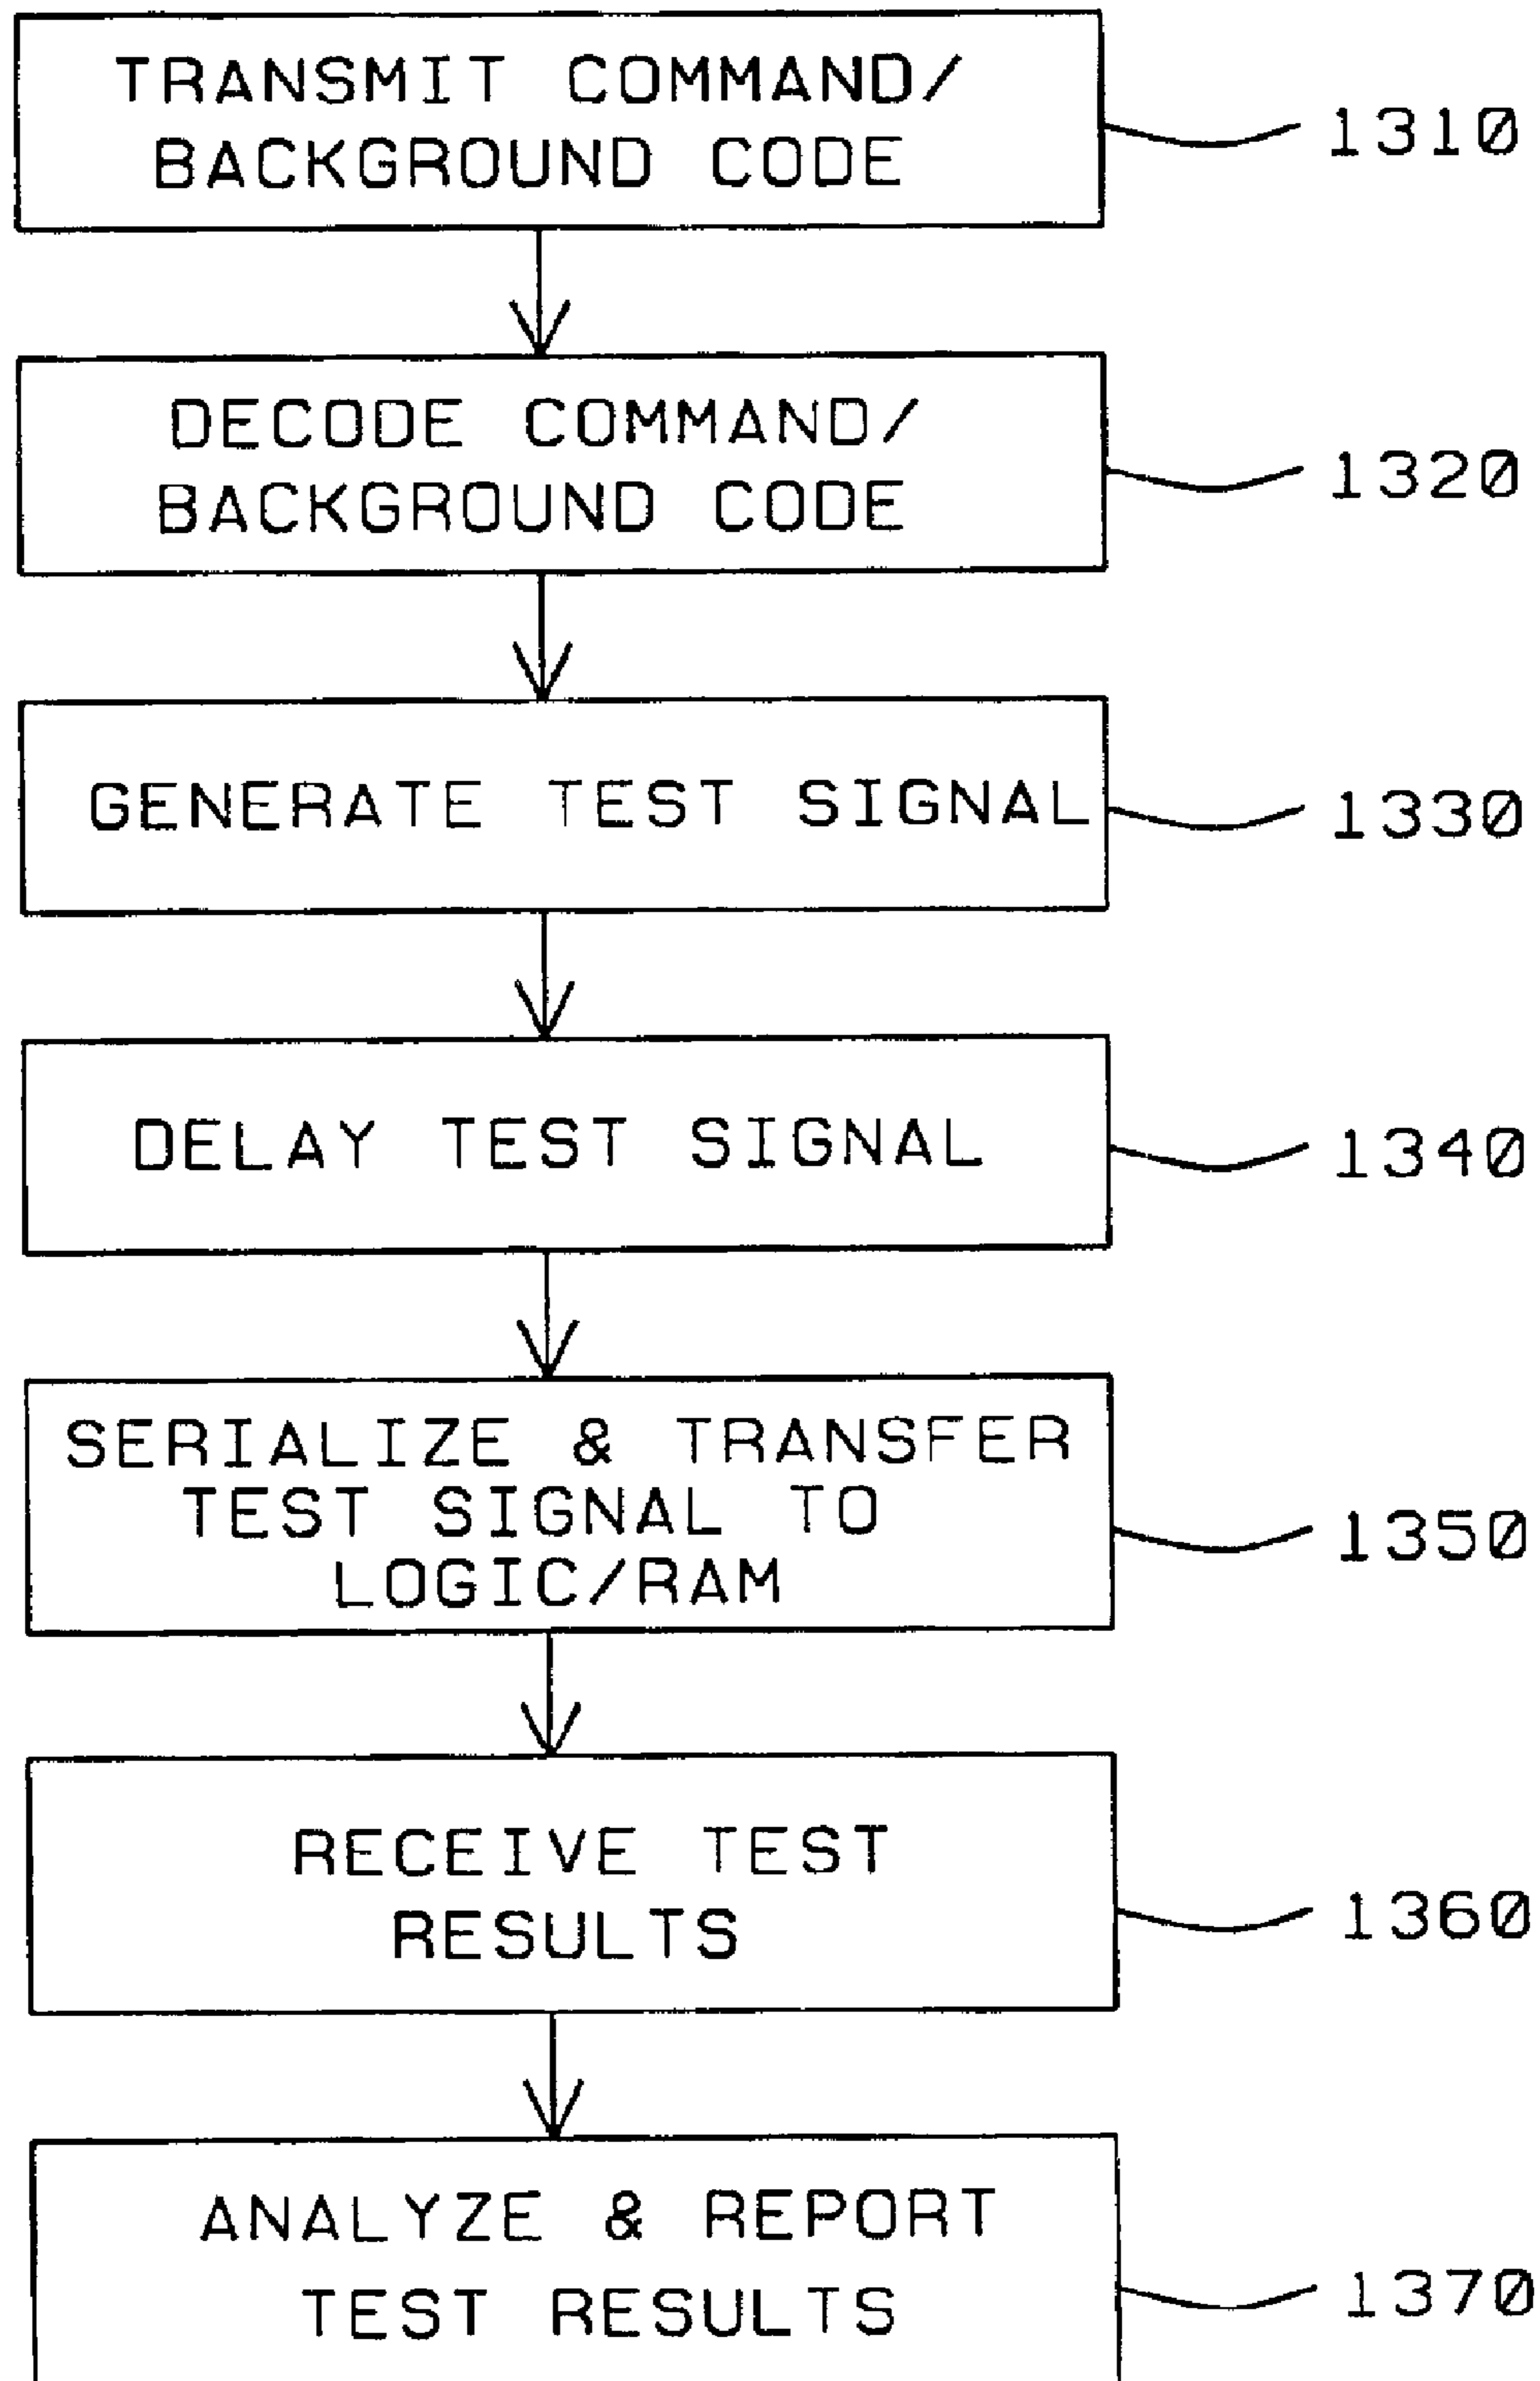 TRANSMIT COMMAND/
BACKGROUND CODE
1310
DECODE COMMAND/
BACKGROUND CODE
1320
GENERATE TEST SIGNAL
1330
DELAY TEST SIGNAL
1340
SERIALIZE & TRANSFER
TEST SIGNAL TO
LOGIC/RAM
1350
RECEIVE TEST
RESULTS
1360
ANALYZE & REPORT
TEST RESULTS
1370